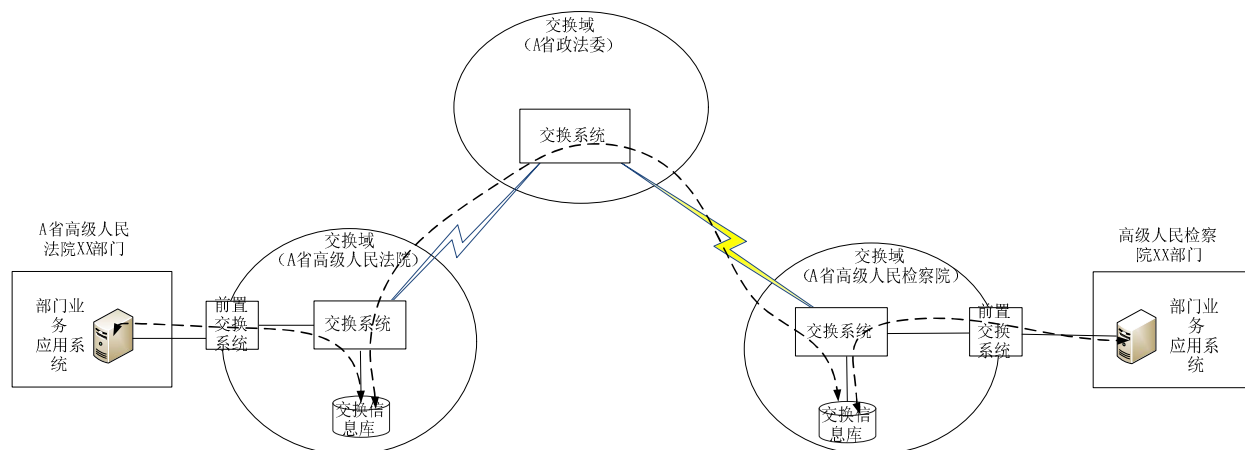 交换域
（A省政法委）
交换系统
A省高级人民
法院XX部门
部门业
务
应用系
统
前置
交换
系统
交换域
（A省高级人民法院）
交换系统
交换信
息库
交换域
（A省高级人民检察院）
交换系统
交换信
息库
前置
交换
系统
高级人民检察
院XX部门
部门业
务
应用系
统